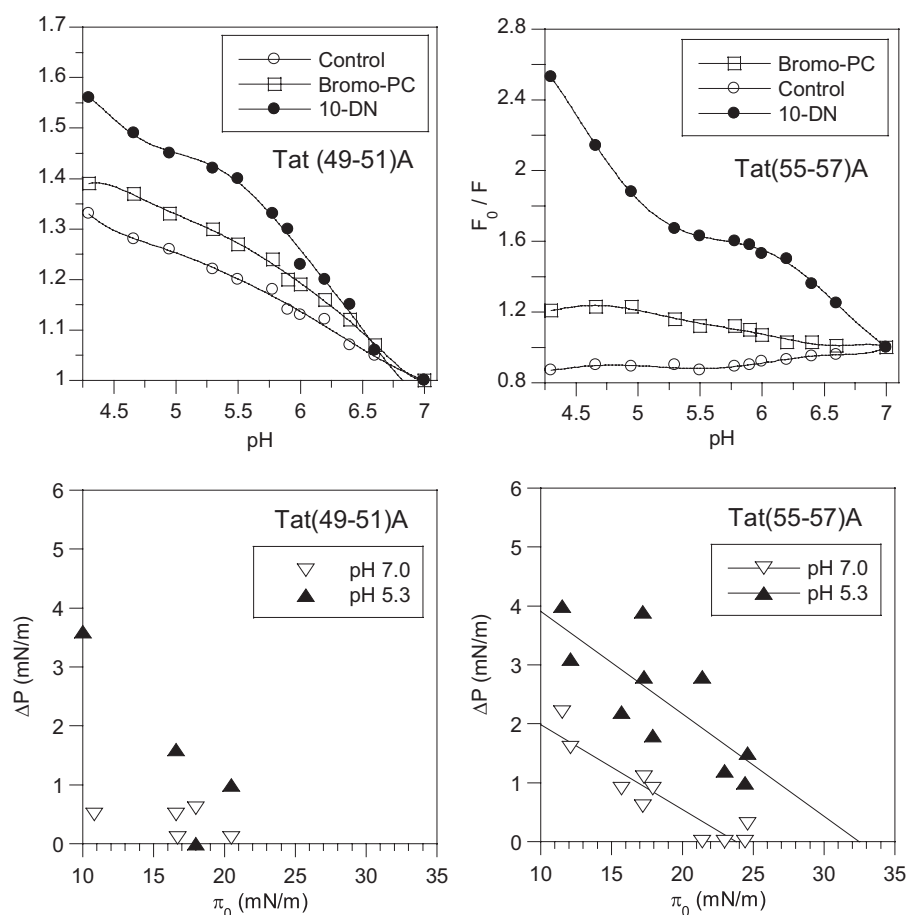 1.7
1.6
1.5
1.4
1.3
1.2
1.1
1
4.5 5 5.5 6 6.5 7
pH
Control
Bromo-PC
10-DN
Tat (49-51)A
2.8
2.4
2
1.6
1.2
0.8
F0 / F
4.5 5 5.5 6 6.5 7
pH
Bromo-PC
Control
10-DN
Tat(55-57)A
6
5
4
3
2
1
0
ΔP (mN/m)
10 15 20 25 30 35
π0 (mN/m)
Tat(49-51)A
pH 7.0
pH 5.3
6
5
4
3
2
1
0
ΔP (mN/m)
10 15 20 25 30 35
π0 (mN/m)
Tat(55-57)A
pH 7.0
pH 5.3